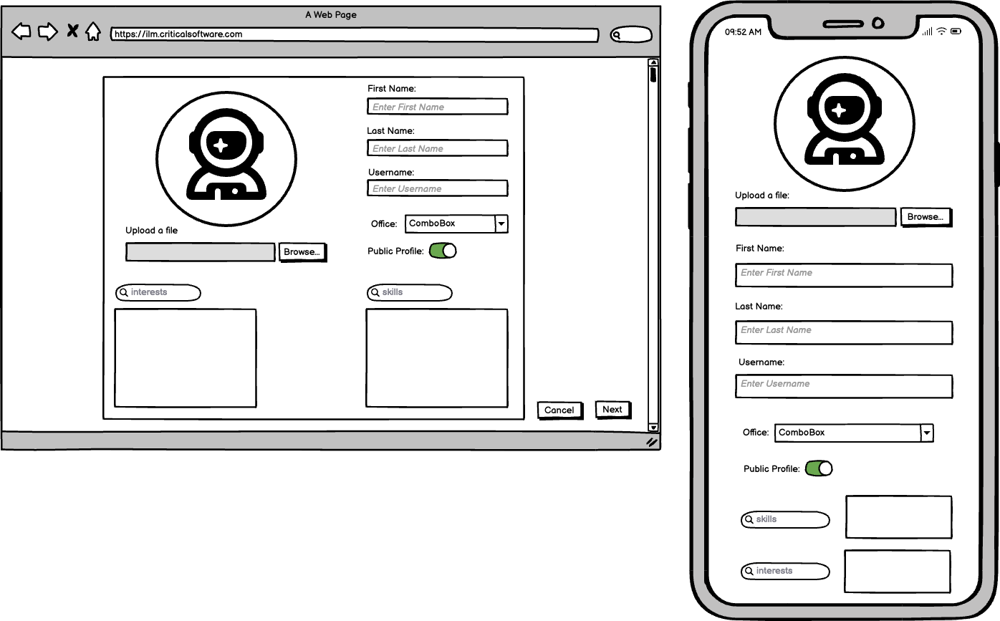 A Web Page
https://ilm.criticalsoftware.com
First Name:
Enter First Name
Last Name:
Enter Last Name
Username:
Enter Username
Upload a file
Browse...
Office:
ComboBox
Public Profile:
interests
skills
Cancel
Next
09:52 AM
Upload a file:
Browse...
First Name:
Enter First Name
Last Name:
Enter Last Name
Username:
Enter Username
Office:
ComboBox
Public Profile:
skills
interests